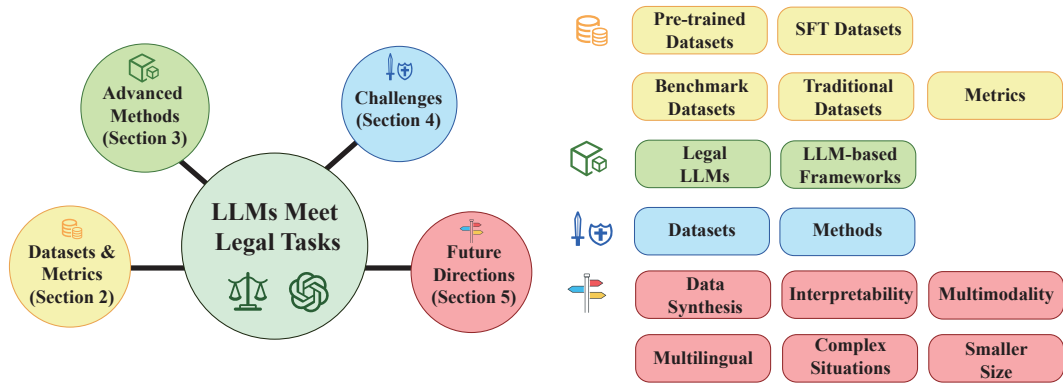 Advanced
Methods
(Section 3)
Challenges
(Section 4)
LLMs Meet
Legal Tasks
Datasets &
Metrics
(Section 2)
Future
Directions
(Section 5)
Pre-trained
Datasets
SFT Datasets
Benchmark
Datasets
Traditional
Datasets
Metrics
Legal
LLMs
LLM-based
Frameworks
Datasets
Methods
Data
Synthesis
Interpretability
Multimodality
Multilingual
Complex
Situations
Smaller
Size